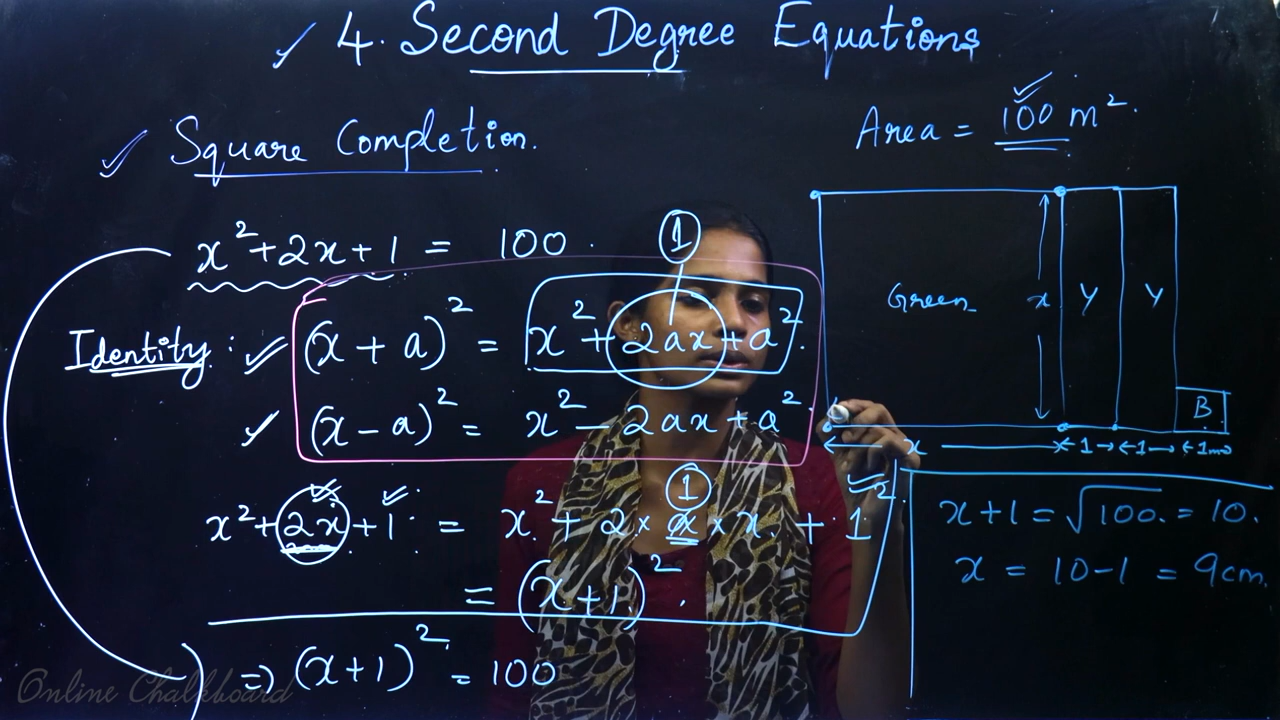 4. Second Degree Equations
Square Completion.
Area = 100 m².
x² + 2x + 1 = 100.
1
Identity : (x + a)² = x² + 2ax + a².
(x - a)² = x² - 2ax + a².
Green x Y Y
B
x 1 1 1m
1
x² + 2x + 1 = x² + 2 × a × x + 1².
= (x + 1)².
⇒ (x + 1)² = 100
x + 1 = √100 = 10.
x = 10 - 1 = 9cm.
Online Chalkboard